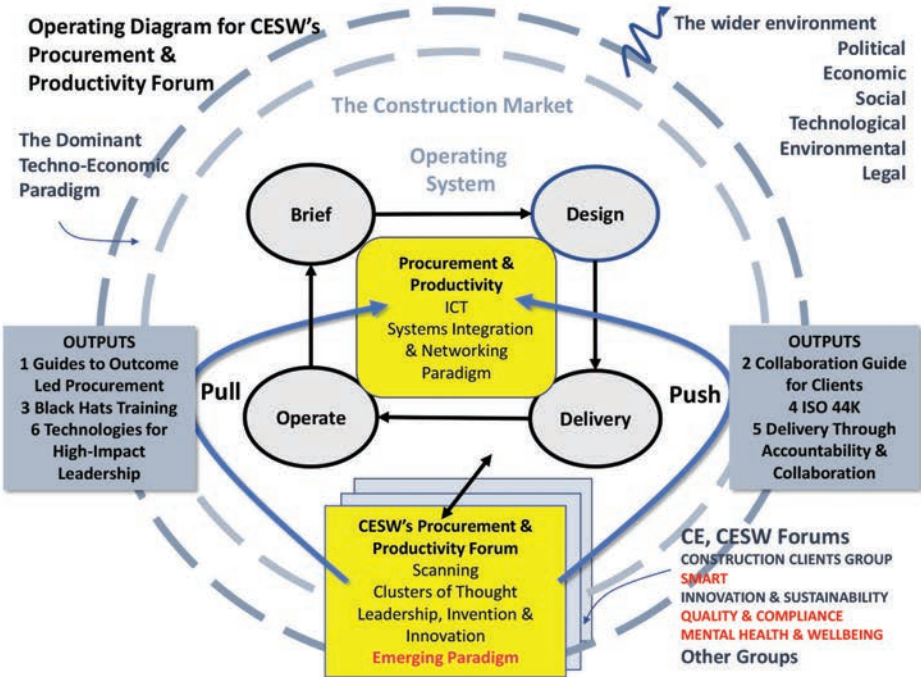 Operating Diagram for CESW's
Procurement &
Productivity Forum
The wider environment
Political
Economic
Social
Technological
Environmental
Legal
The Construction Market
The Dominant
Techno-Economic
Paradigm
Operating
System
Brief
Design
Procurement &
Productivity
ICT
Systems Integration
& Networking
Paradigm
OUTPUTS
1 Guides to Outcome
Led Procurement
3 Black Hats Training
6 Technologies for
High-Impact
Leadership
Pull
Operate
Delivery
Push
OUTPUTS
2 Collaboration Guide
for Clients
4 ISO 44K
5 Delivery Through
Accountability &
Collaboration
CESW's Procurement &
Productivity Forum
Scanning
Clusters of Thought
Leadership, Invention &
Innovation
Emerging Paradigm
CE, CESW Forums
CONSTRUCTION CLIENTS GROUP
SMART
INNOVATION & SUSTAINABILITY
QUALITY & COMPLIANCE
MENTAL HEALTH & WELLBEING
Other Groups